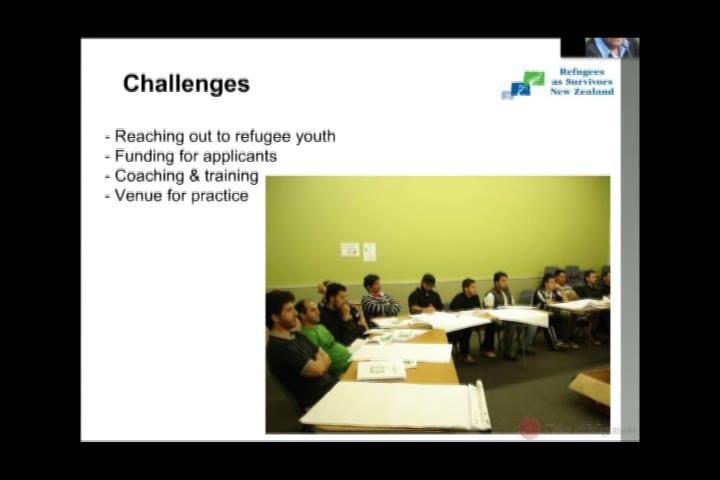 Challenges
Refugees
as Survivors
New Zealand
- Reaching out to refugee youth
- Funding for applicants
- Coaching & training
- Venue for practice